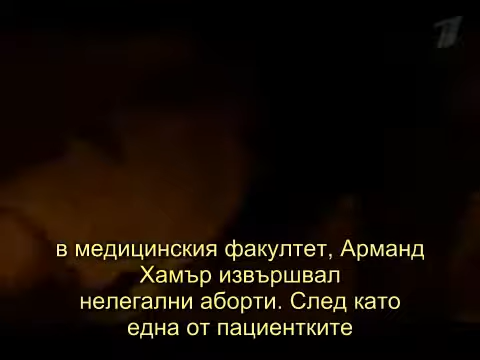 в медицинския факултет, Арманд
Хамър извършвал
нелегални аборти. След като
една от пациентките